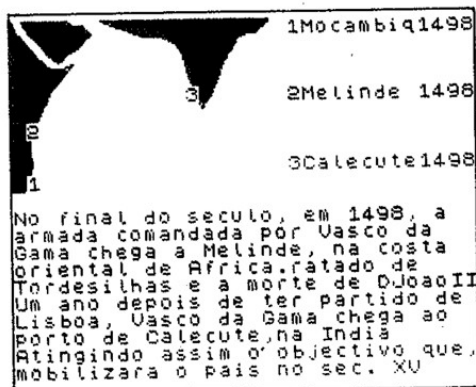 1Mocambiq1498
3
2Melinde 1498
2
3Calecute1498
1
No final do seculo, em 1498, a
armada comandada por Vasco da
Gama chega a Melinde, na costa
oriental de Africa.ratado de
Tordesilhas e a morte de DJoaoII
Um ano depois de ter partido de
Lisboa, Vasco da Gama chega ao
porto de Calecute,na India
Atingindo assim o objectivo que,
mobilizara o pais no sec. XV